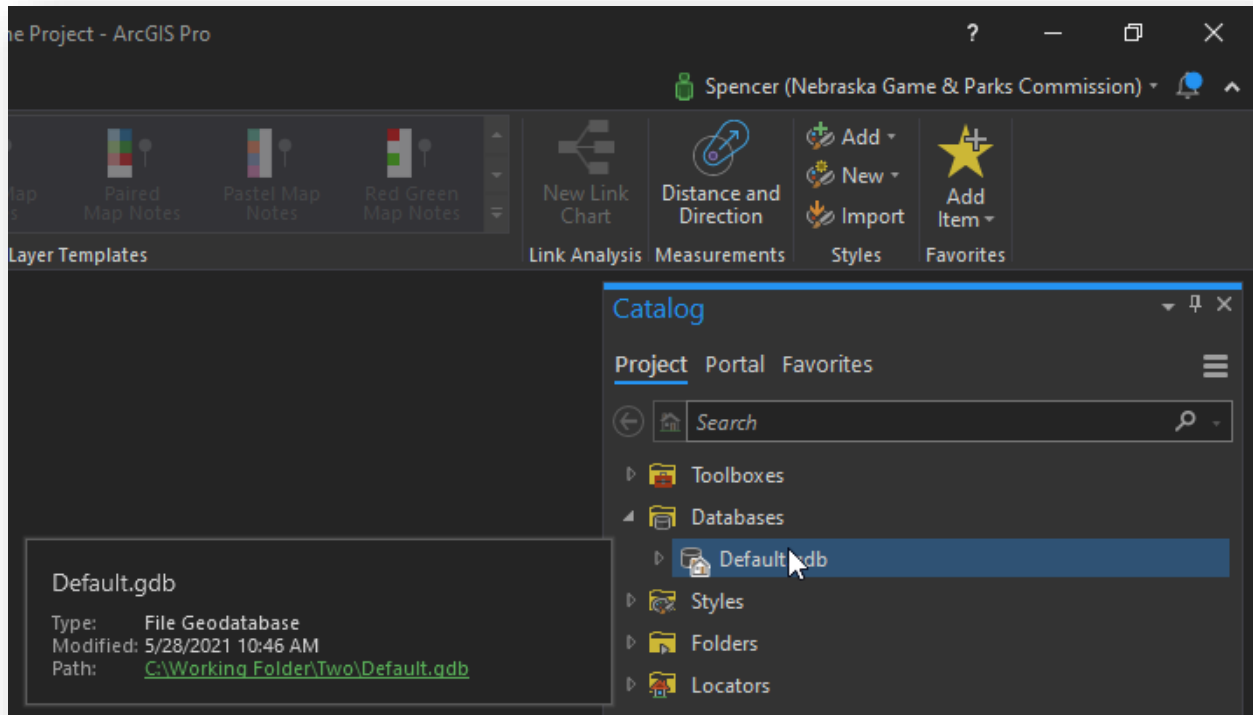 ne Project - ArcGIS Pro
?
Spencer (Nebraska Game & Parks Commission)
Paired
Map Notes
Pastel Map
Notes
Red Green
Map Notes
Layer Templates
New Link
Chart
Link Analysis
Distance and
Direction
Measurements
Add
New
Import
Styles
Add
Item
Favorites
Catalog
Project Portal Favorites
Search
Toolboxes
Databases
Default.gdb
Styles
Folders
Locators
Default.gdb
Type: File Geodatabase
Modified: 5/28/2021 10:46 AM
Path: C:\Working Folder\Two\Default.gdb